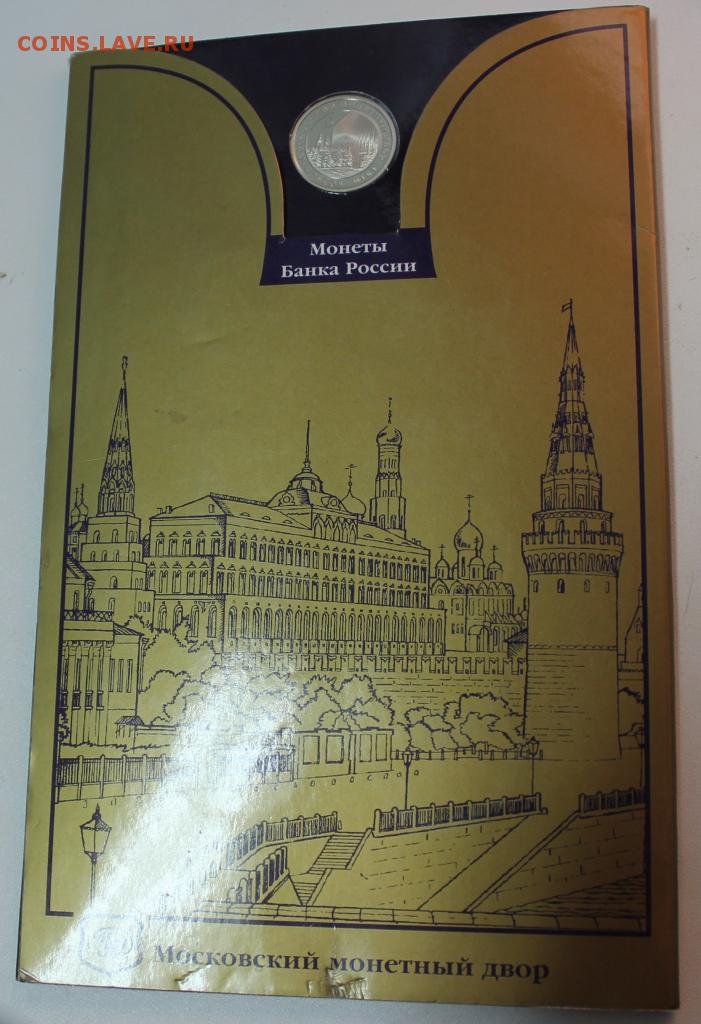 COINS.LAVE.RU
Монеты
Банка России
Московский монетный двор